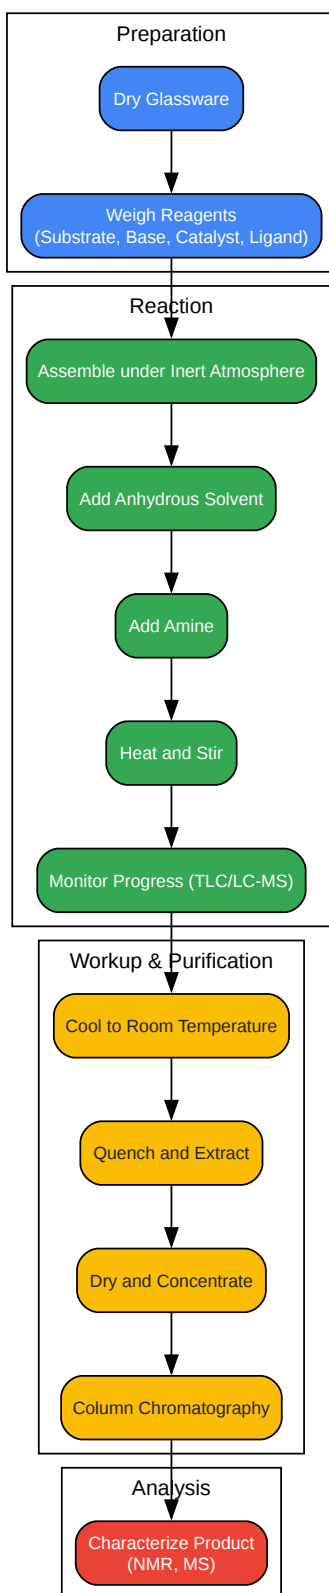 Preparation
Dry Glassware
Weigh Reagents
(Substrate, Base, Catalyst, Ligand)
Reaction
Assemble under Inert Atmosphere
Add Anhydrous Solvent
Add Amine
Heat and Stir
Monitor Progress (TLC/LC-MS)
Workup & Purification
Cool to Room Temperature
Quench and Extract
Dry and Concentrate
Column Chromatography
Analysis
Characterize Product
(NMR, MS)